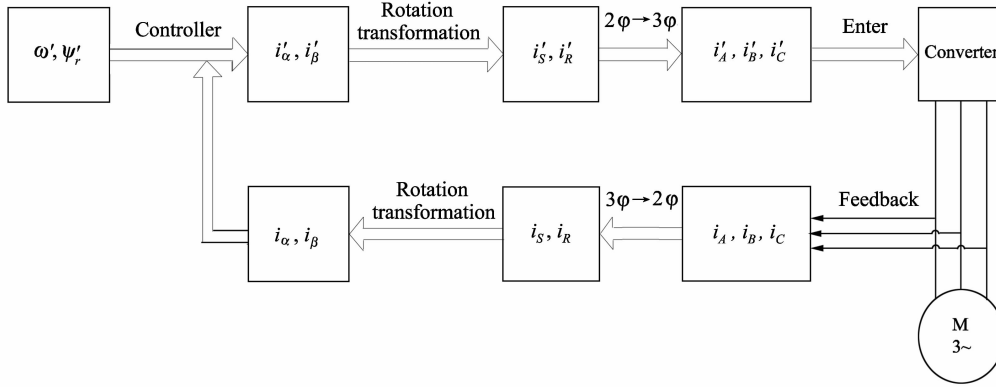 ω′, ψ′ᵣ
Controller
i′α, i′β
Rotation
transformation
i′S, i′R
2φ→3φ
i′A, i′B, i′C
Enter
Converter
iα, iβ
Rotation
transformation
iS, iR
3φ→2φ
iA, iB, iC
Feedback
M
3~